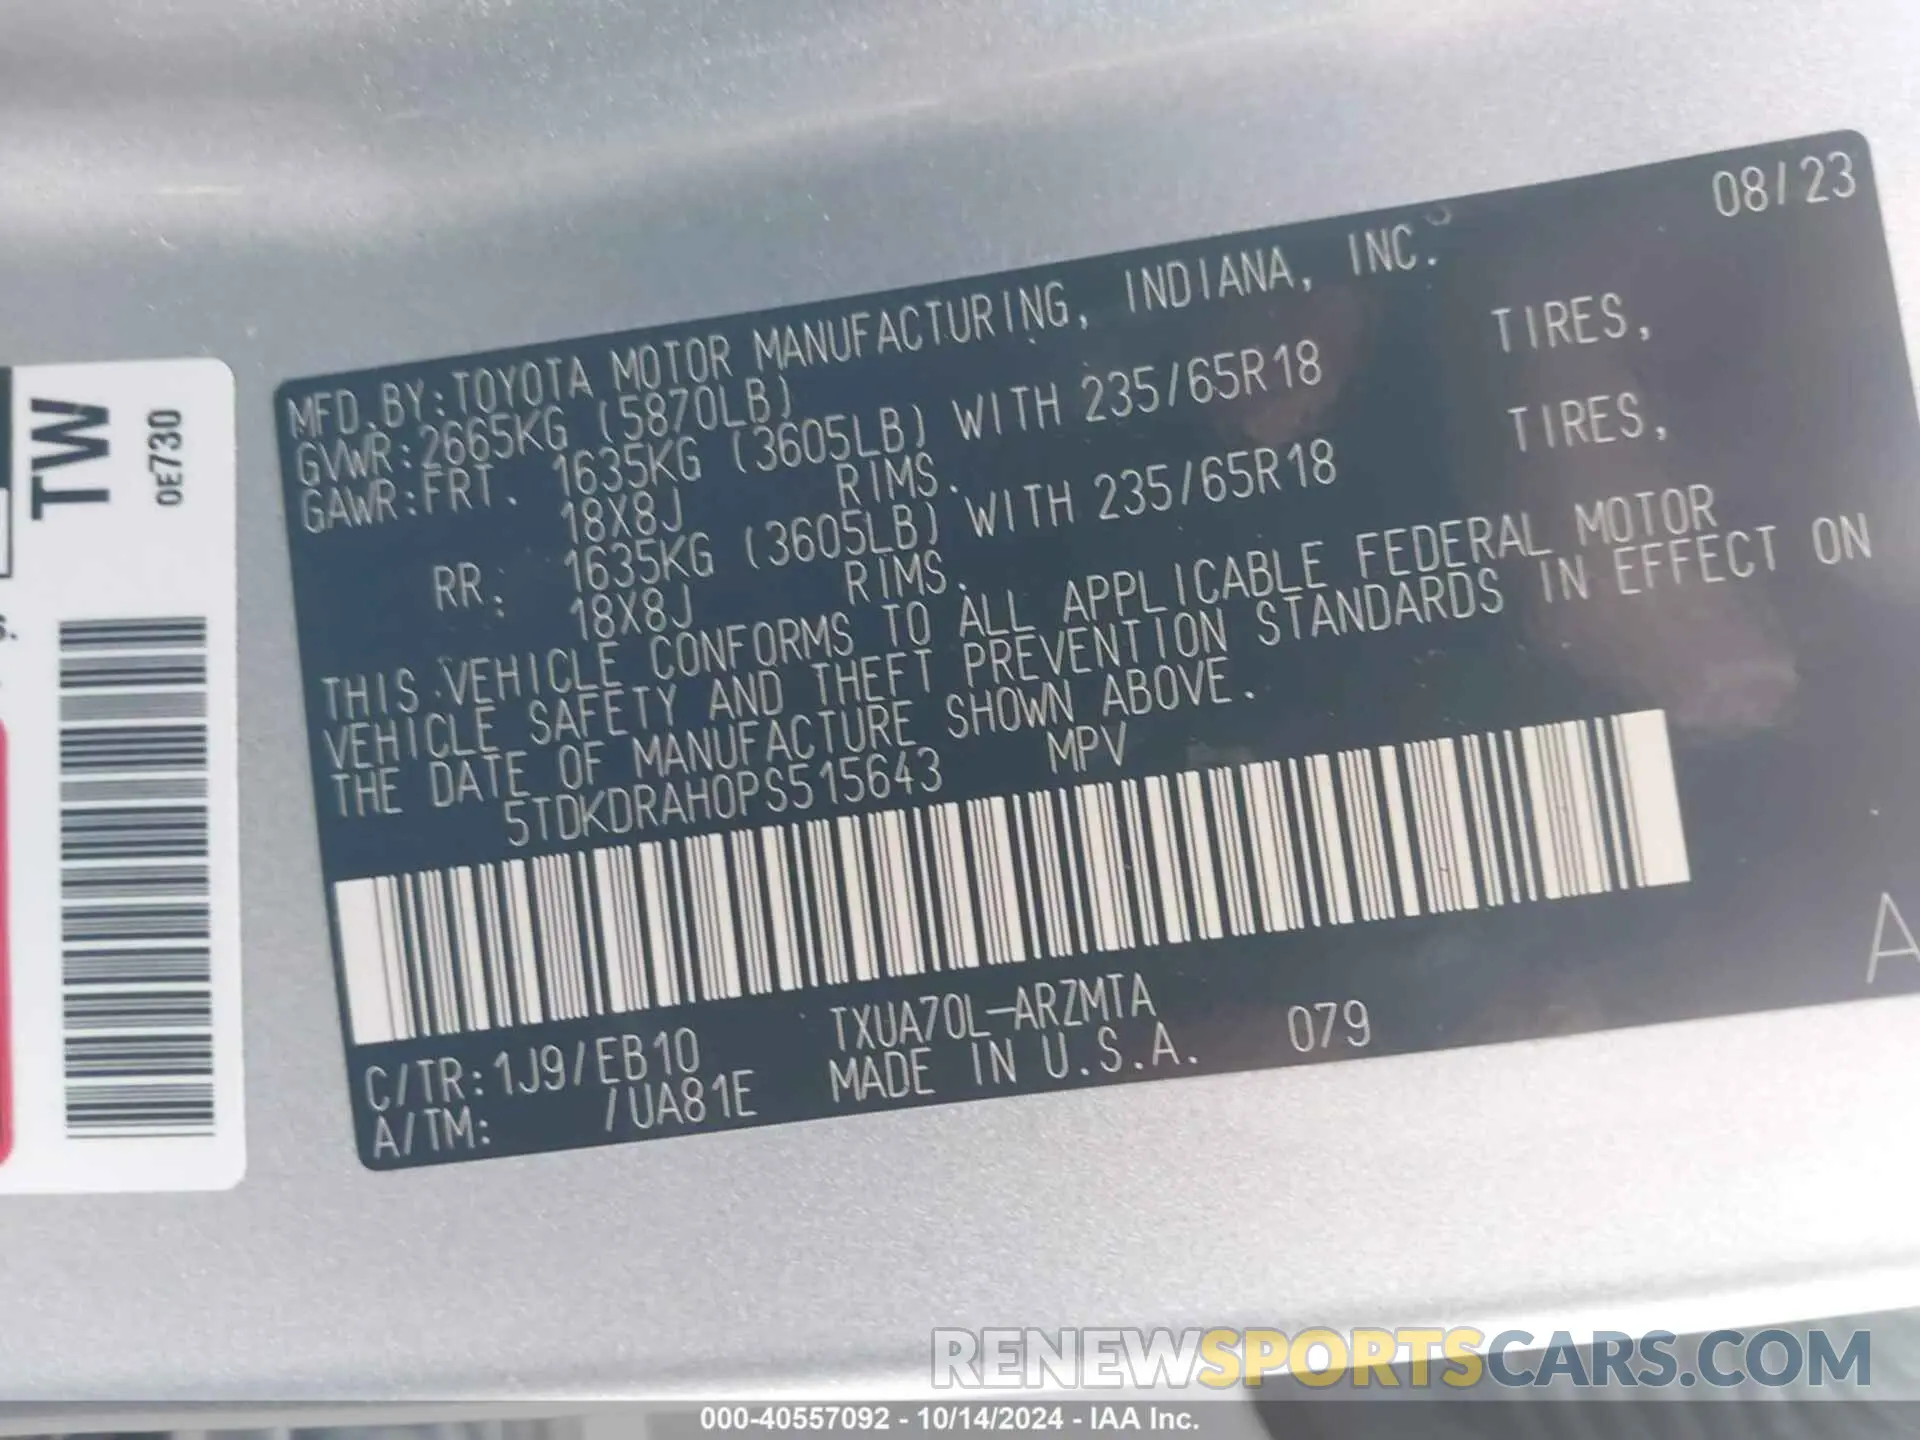 08/23
MFD.BY:TOYOTA MOTOR MANUFACTURING, INDIANA, INC.
GVWR:2665KG (5870LB)
GAWR:FRT. 1635KG (3605LB) WITH 235/65R18 TIRES,
18X8J RIMS.
RR: 1635KG (3605LB) WITH 235/65R18 TIRES,
18X8J RIMS.
THIS VEHICLE CONFORMS TO ALL APPLICABLE FEDERAL MOTOR
VEHICLE SAFETY AND THEFT PREVENTION STANDARDS IN EFFECT ON
THE DATE OF MANUFACTURE SHOWN ABOVE.
5TDKDRAH0PS515643 MPV
C/TR:1J9/EB10 TXUA70L-ARZMTA
A/TM: /UA81E MADE IN U.S.A. 079
A
TW
0E730
RENEWSPORTSCARS.COM
000-40557092 - 10/14/2024 - IAA Inc.